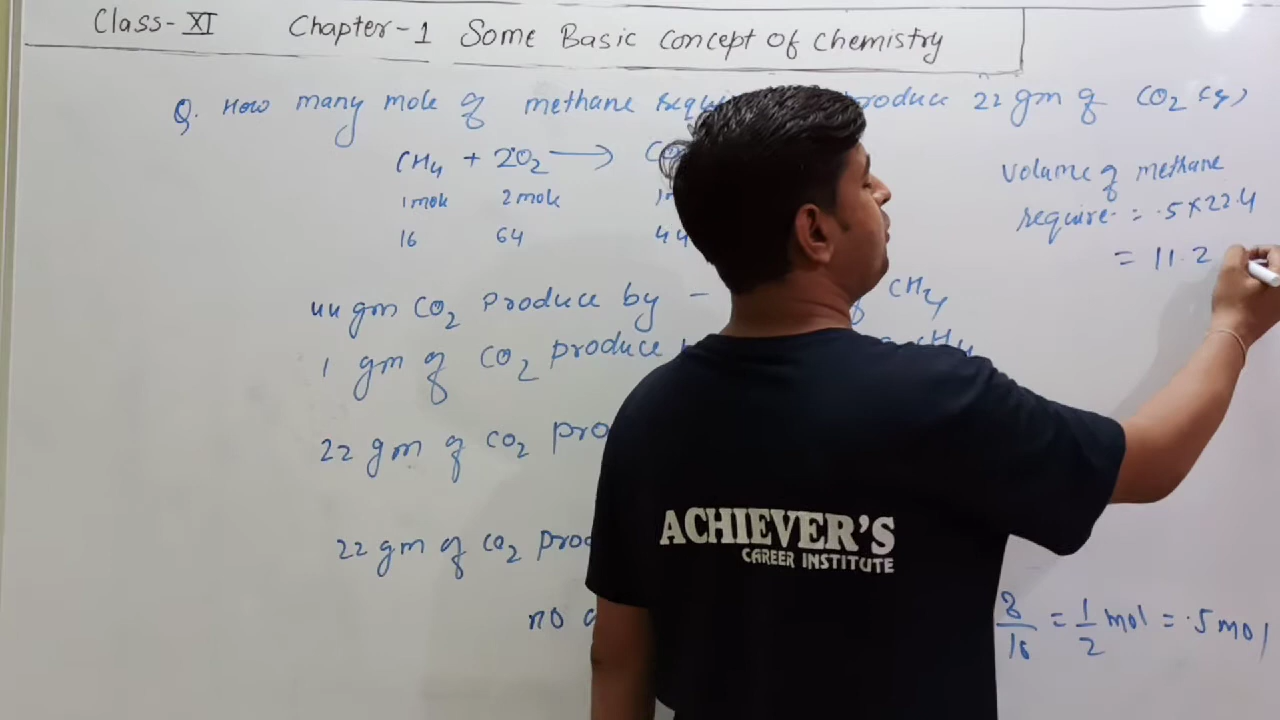 Class-XI Chapter-1 Some Basic concept of chemistry
Q. How many mole of methane requi produce 22 gm of CO2 (g)
CH4 + 2O2 → CO
1 mole 2 mole 1m
16 64 44
44 gm CO2 produce by - of CH4
1 gm of CO2 produce CH4
22 gm of CO2 pro
22 gm of CO2 prod
no 8/16 = 1/2 mol = .5 mol
volume of methane
require = .5 x 22.4
= 11.2
ACHIEVER'S
CAREER INSTITUTE